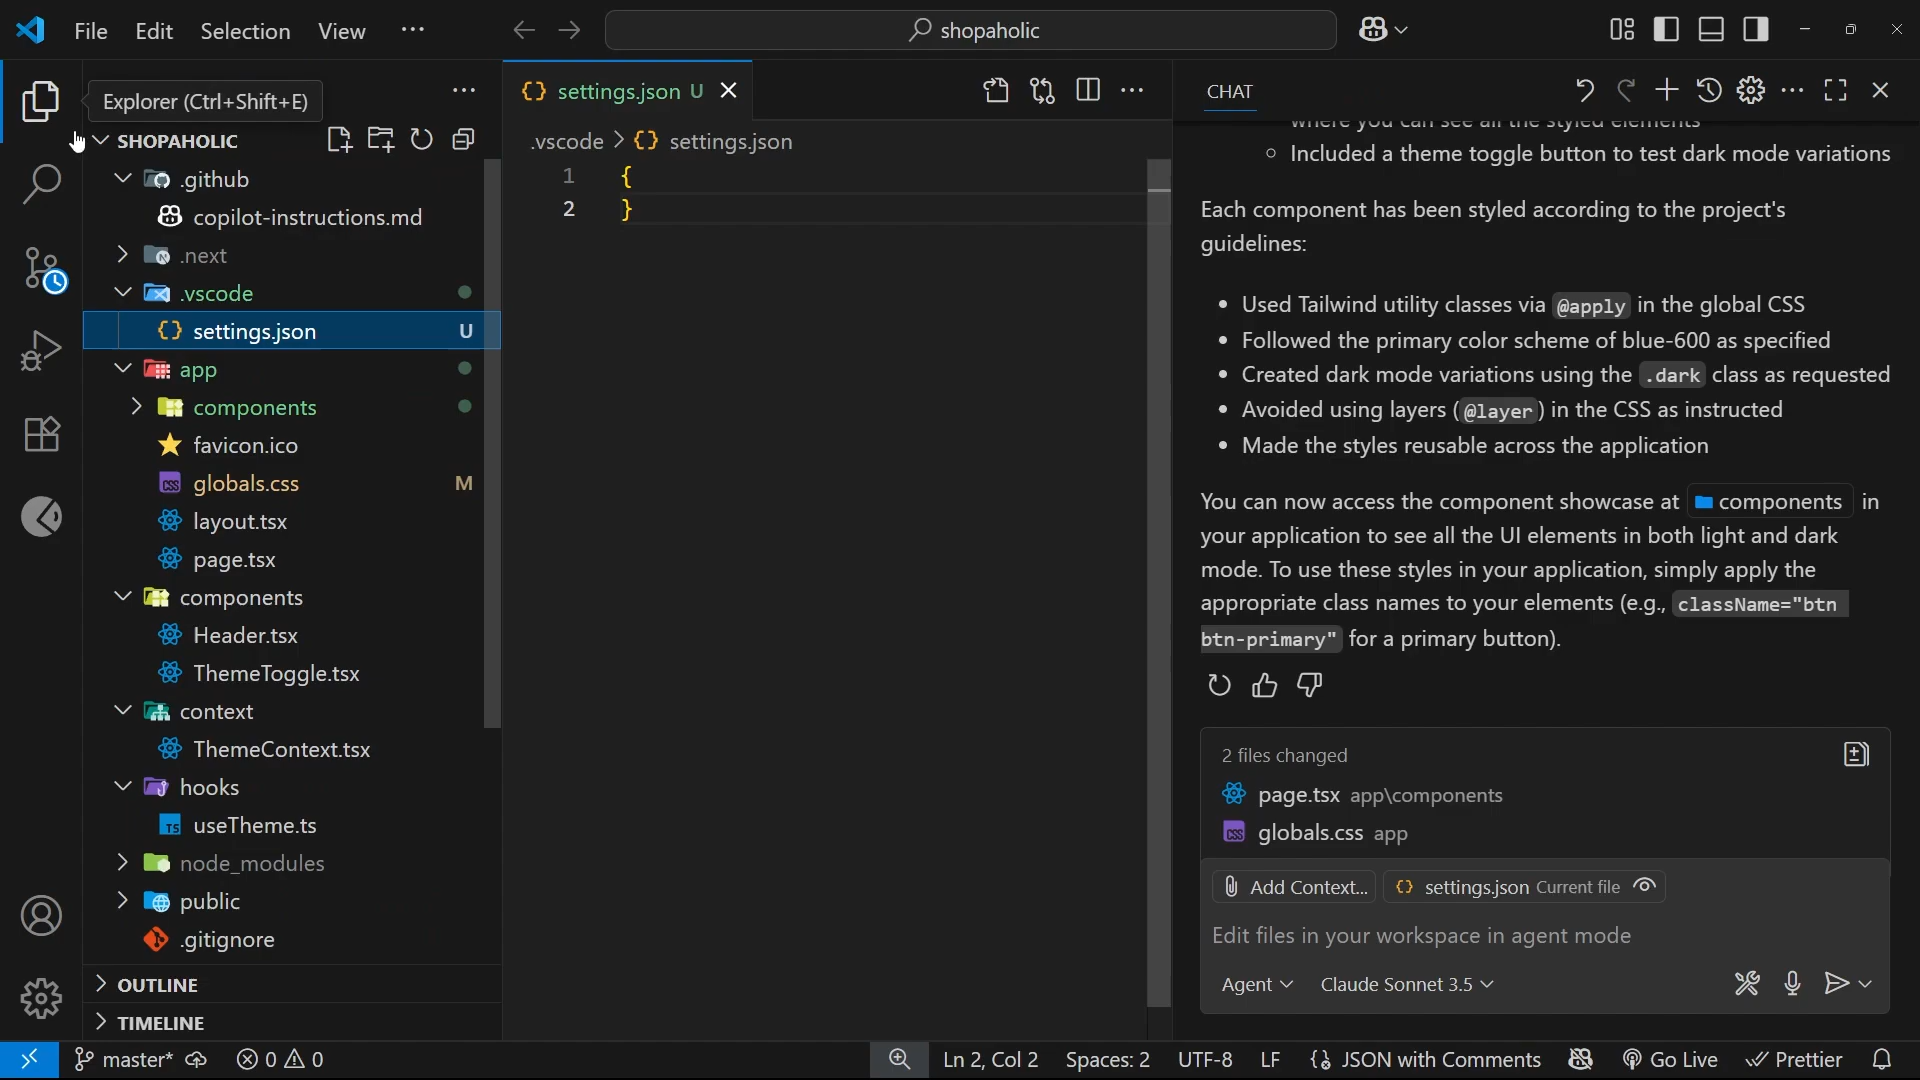 File Edit Selection View ···
shopaholic
Explorer (Ctrl+Shift+E)
SHOPAHOLIC
.github
copilot-instructions.md
.next
.vscode
settings.json U
app
components
favicon.ico
globals.css M
layout.tsx
page.tsx
components
Header.tsx
ThemeToggle.tsx
context
ThemeContext.tsx
hooks
useTheme.ts
node_modules
public
.gitignore
OUTLINE
TIMELINE
{} settings.json U
.vscode > {} settings.json
1 {
2 }
CHAT
where you can see all the styled elements
Included a theme toggle button to test dark mode variations
Each component has been styled according to the project's
guidelines:
• Used Tailwind utility classes via @apply in the global CSS
• Followed the primary color scheme of blue-600 as specified
• Created dark mode variations using the .dark class as requested
• Avoided using layers (@layer) in the CSS as instructed
• Made the styles reusable across the application
You can now access the component showcase at components in
your application to see all the UI elements in both light and dark
mode. To use these styles in your application, simply apply the
appropriate class names to your elements (e.g., className="btn
btn-primary" for a primary button).
2 files changed
page.tsx app\components
globals.css app
Add Context... {} settings.json Current file
Edit files in your workspace in agent mode
Agent Claude Sonnet 3.5
master* 0 0 Ln 2, Col 2 Spaces: 2 UTF-8 LF {} JSON with Comments Go Live Prettier